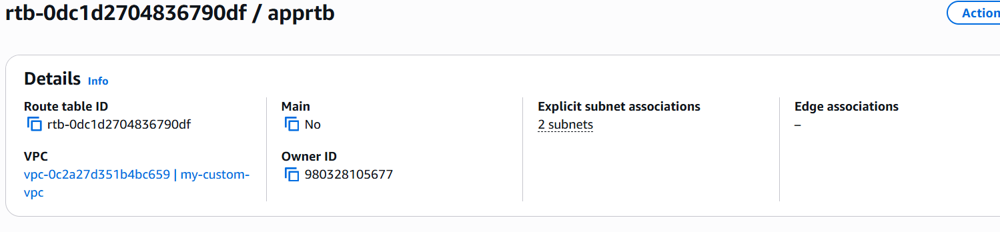 rtb-0dc1d2704836790df / apprtb
Action
Details Info
Route table ID
rtb-0dc1d2704836790df
Main
No
Explicit subnet associations
2 subnets
Edge associations
–
VPC
vpc-0c2a27d351b4bc659 | my-custom-
vpc
Owner ID
980328105677